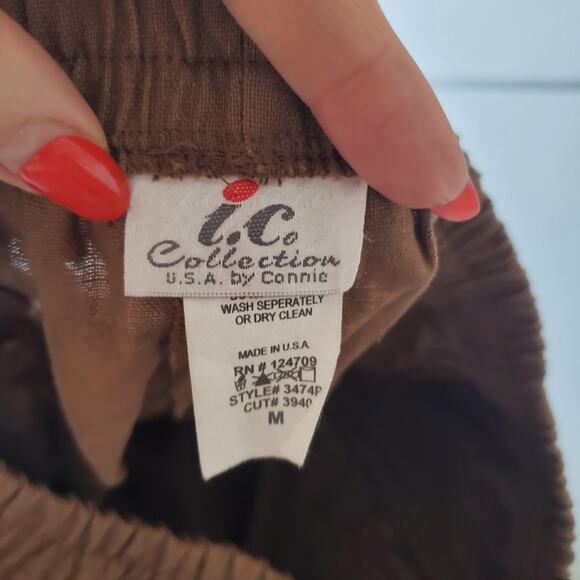 i.c.
Collection
U.S.A. by Connie
WASH SEPERATELY
OR DRY CLEAN
MADE IN U.S.A.
RN # 124709
STYLE# 3474P
CUT# 3940
M